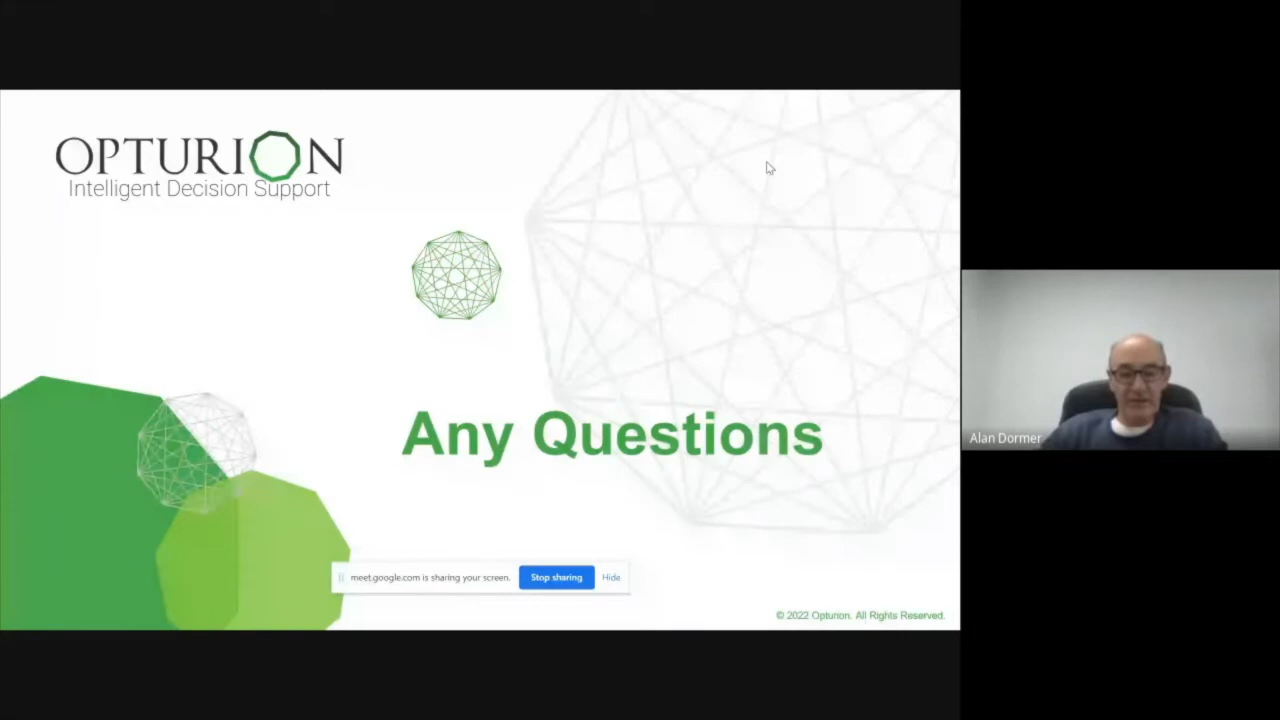 OPTURION
Intelligent Decision Support
Any Questions
Alan Dormer
meet.google.com is sharing your screen. Stop sharing Hide
© 2022 Opturion. All Rights Reserved.